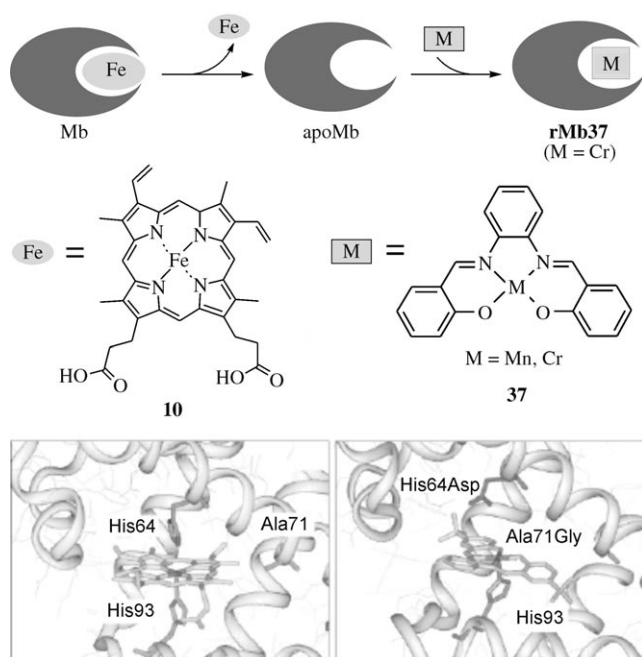 Fe
Fe
M
M
Mb
apoMb
rMb37
(M = Cr)
Fe =
N
N
Fe
N
N
HO
O
HO
O
10
M =
N
N
M
O
O
M = Mn, Cr
37
His64
Ala71
His93
His64Asp
Ala71Gly
His93